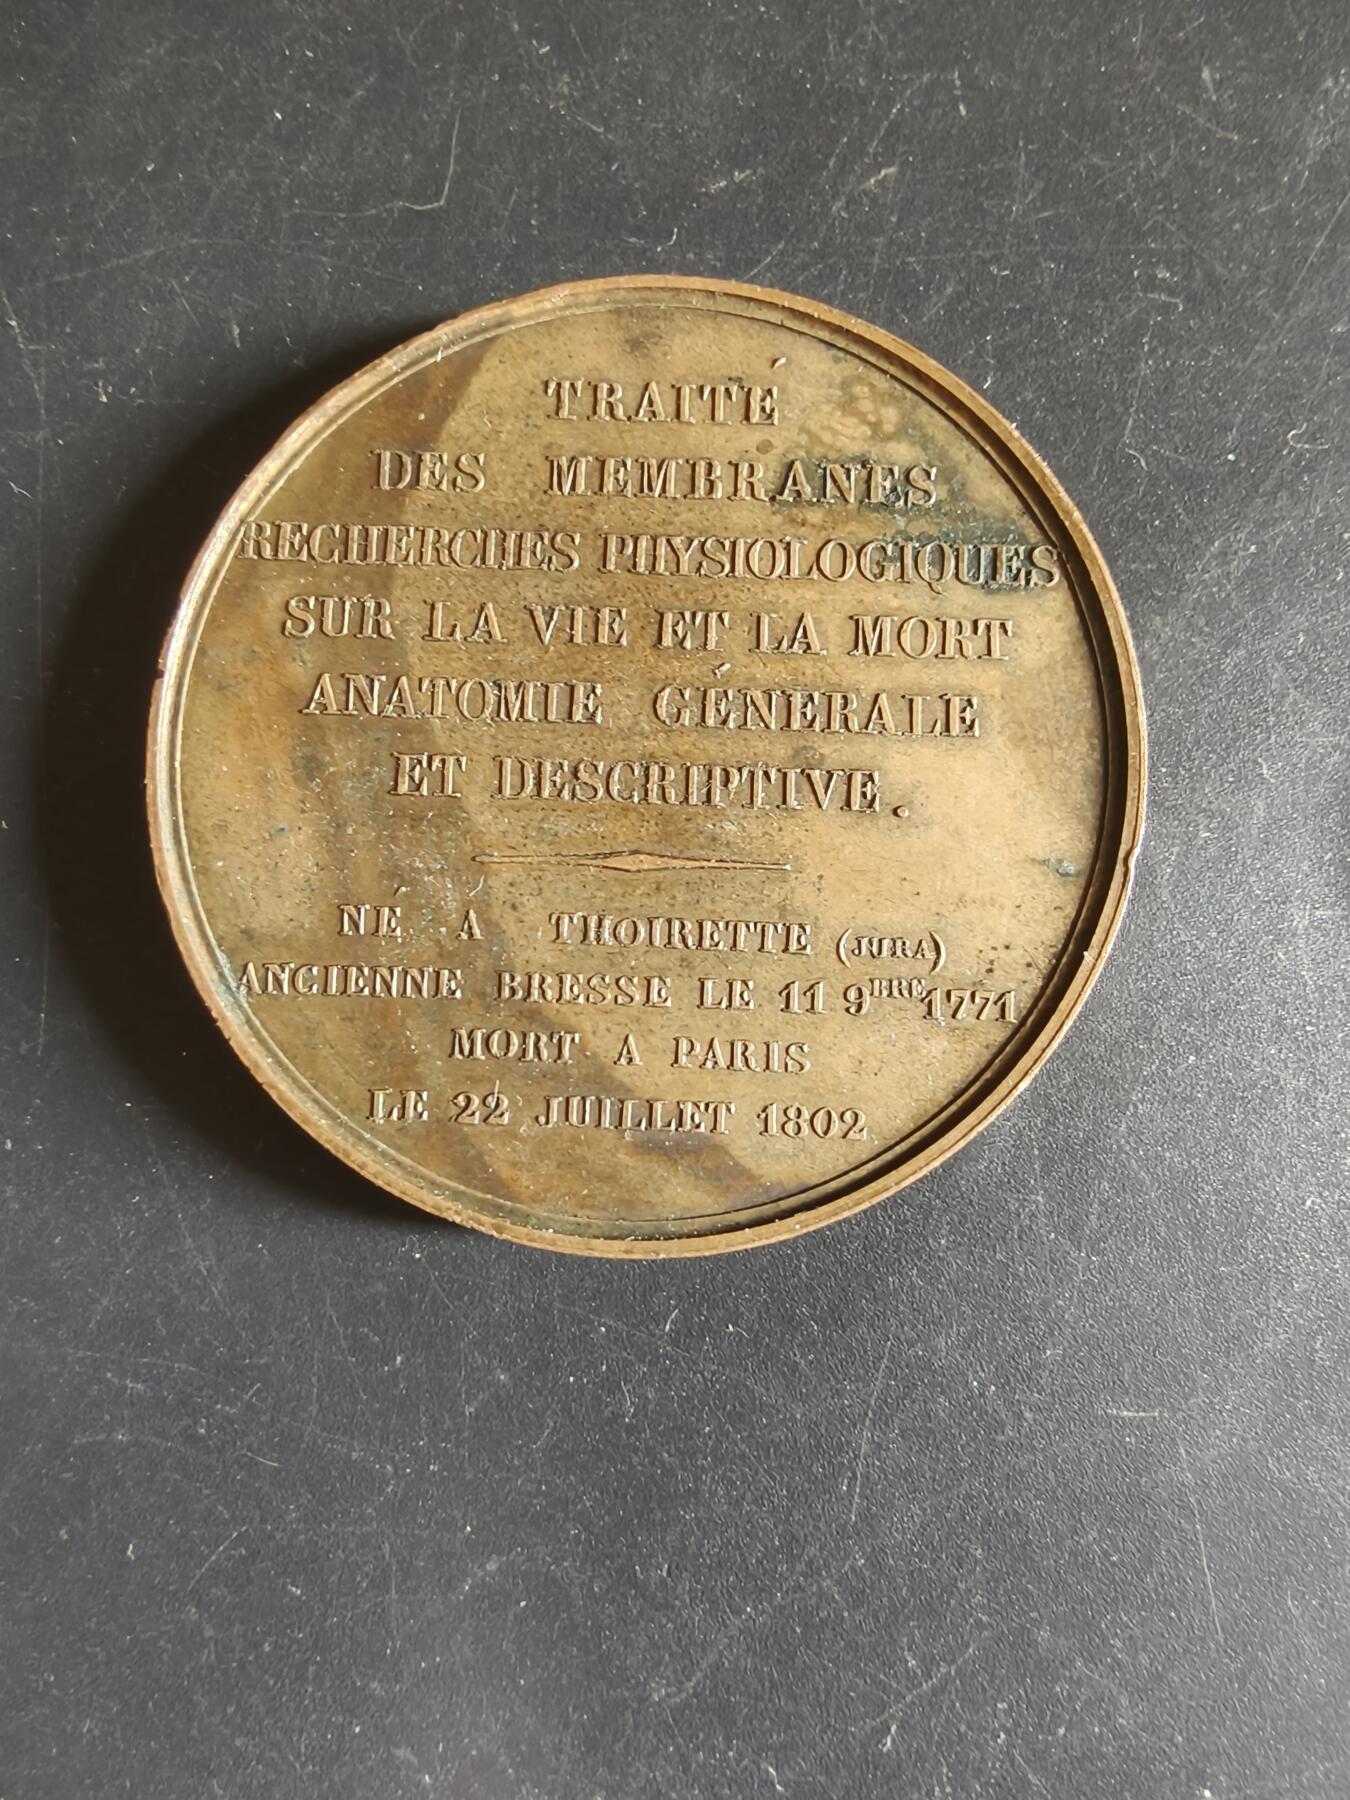 TRAITÉ
DES MEMBRANES
RECHERCHES PHYSIOLOGIQUES
SUR LA VIE ET LA MORT
ANATOMIE GÉNÉRALE
ET DESCRIPTIVE.
NÉ À THOIRETTE (JURA)
ANCIENNE BRESSE LE 11 9BRE 1771
MORT A PARIS
LE 22 JUILLET 1802